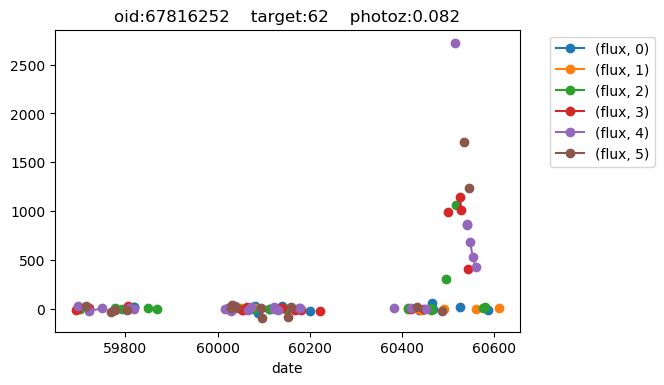 oid:67816252    target:62    photoz:0.082
2500
2000
1500
1000
500
0
59800
60000
60200
60400
60600
date
(flux, 0)
(flux, 1)
(flux, 2)
(flux, 3)
(flux, 4)
(flux, 5)